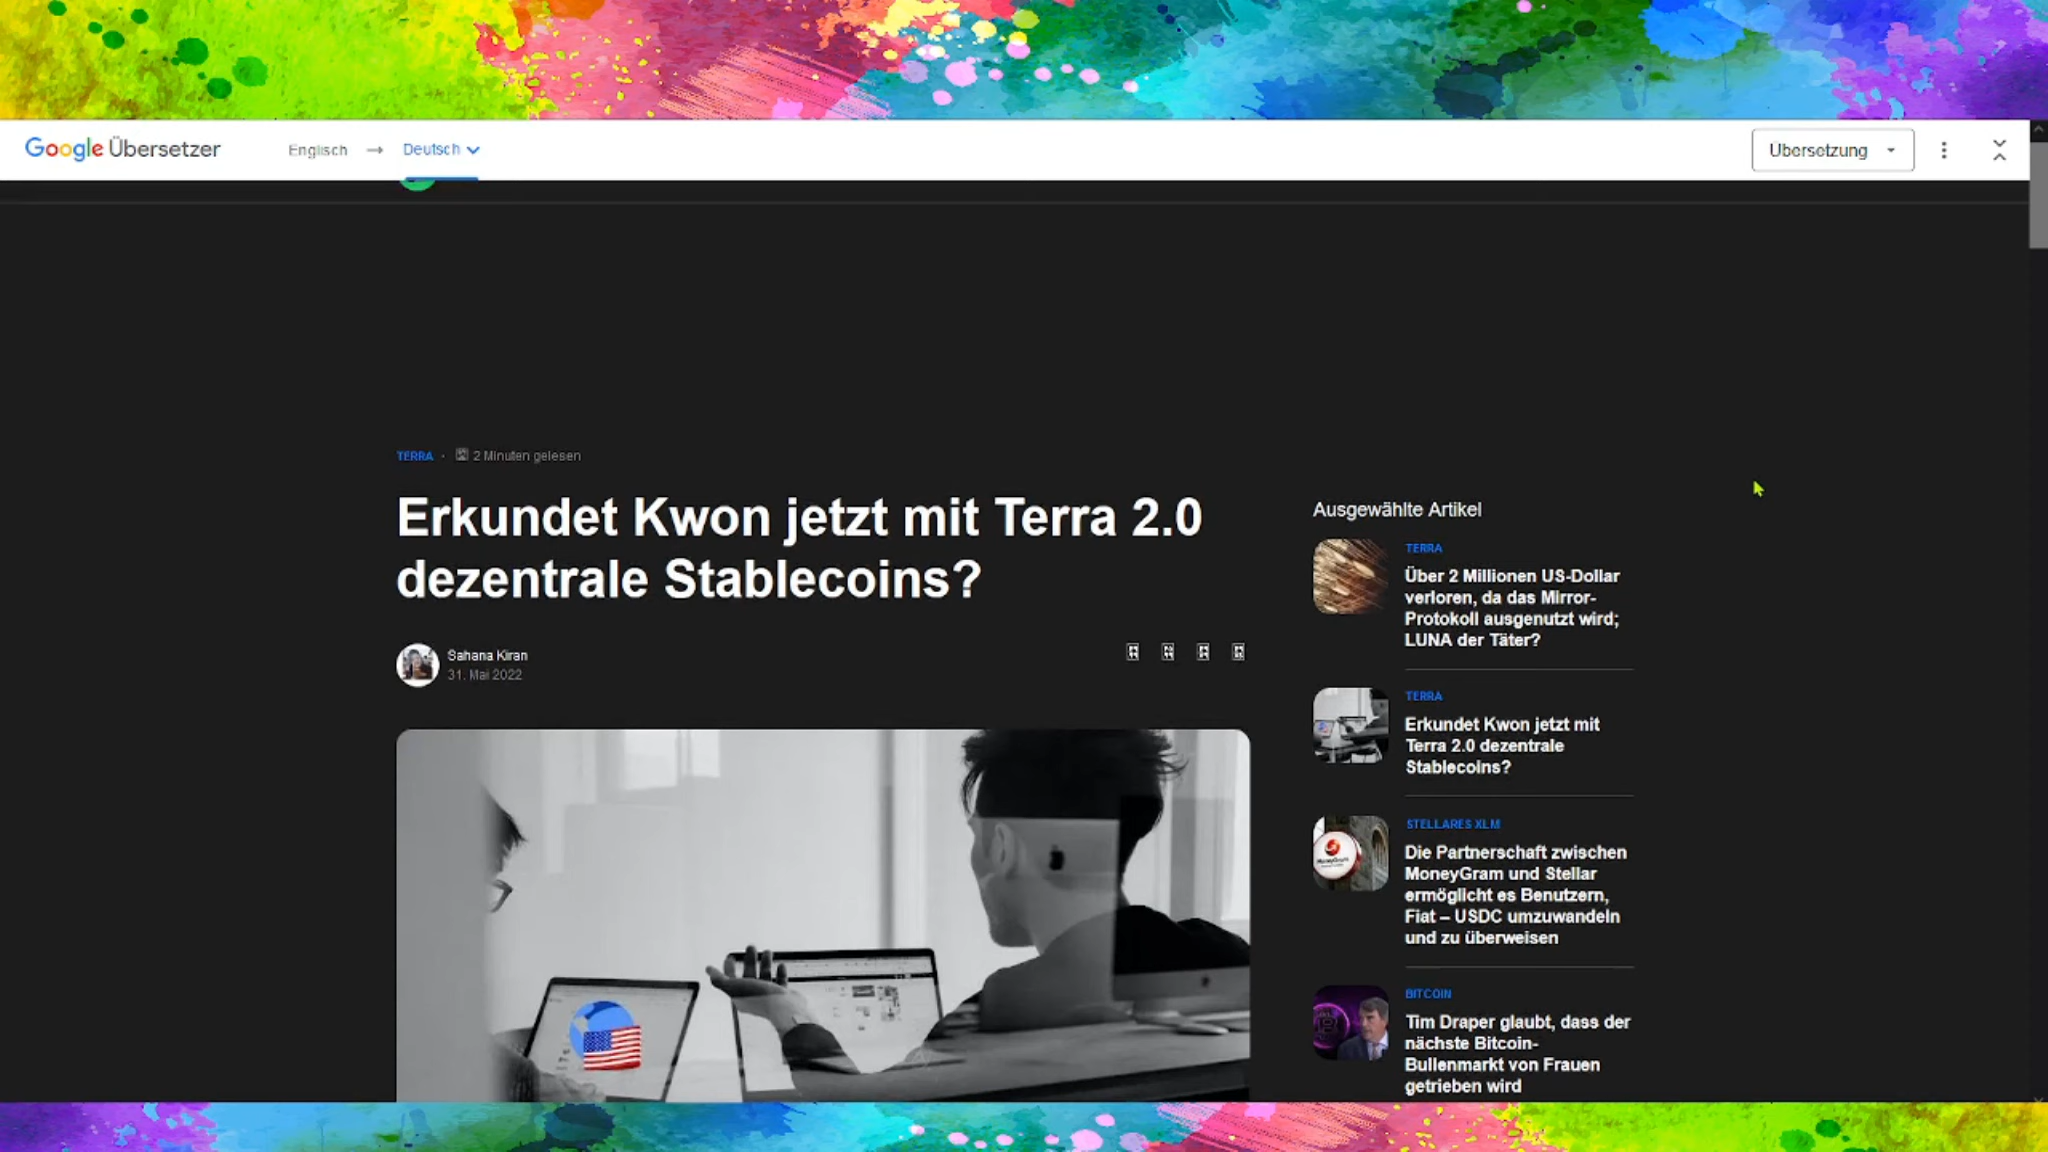 Google Übersetzer
Englisch → Deutsch
Übersetzung
TERRA · 2 Minuten gelesen
Erkundet Kwon jetzt mit Terra 2.0
dezentrale Stablecoins?
Sahana Kiran
31. Mai 2022
Ausgewählte Artikel
TERRA
Über 2 Millionen US-Dollar
verloren, da das Mirror-
Protokoll ausgenutzt wird;
LUNA der Täter?
TERRA
Erkundet Kwon jetzt mit
Terra 2.0 dezentrale
Stablecoins?
STELLARES XLM
Die Partnerschaft zwischen
MoneyGram und Stellar
ermöglicht es Benutzern,
Fiat – USDC umzuwandeln
und zu überweisen
BITCOIN
Tim Draper glaubt, dass der
nächste Bitcoin-
Bullenmarkt von Frauen
getrieben wird